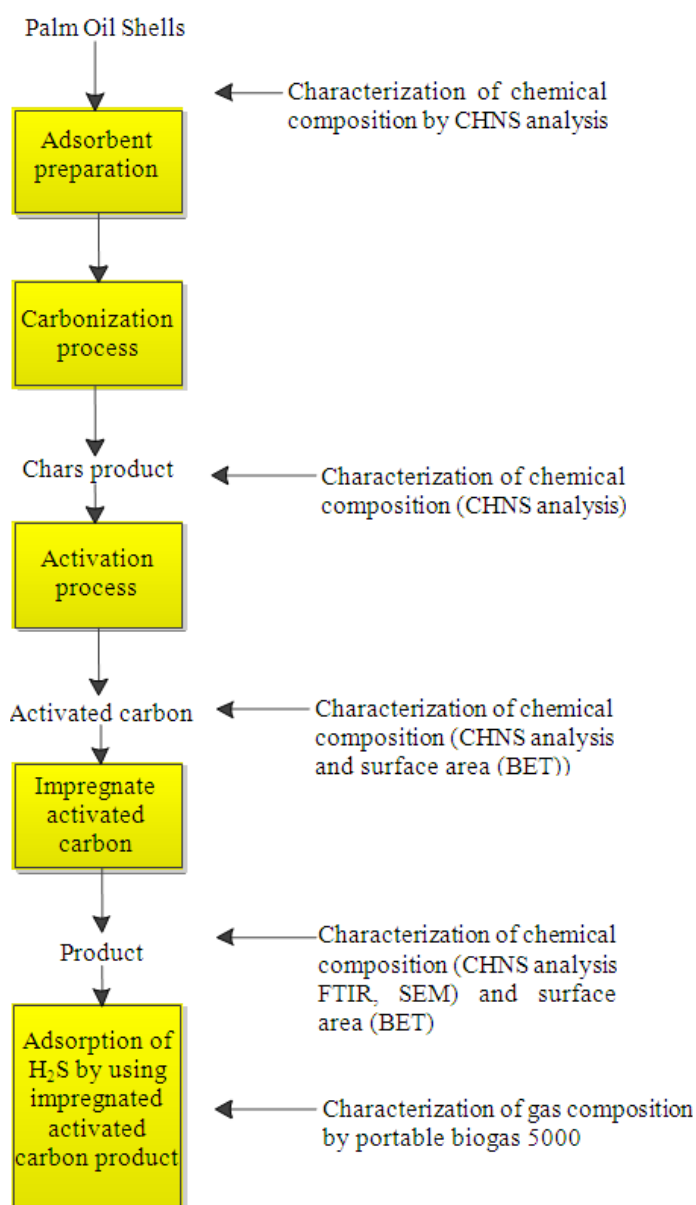 Palm Oil Shells
Characterization of chemical
composition by CHNS analysis
Adsorbent
preparation
Carbonization
process
Chars product
Characterization of chemical
composition (CHNS analysis)
Activation
process
Activated carbon
Characterization of chemical
composition (CHNS analysis
and surface area (BET))
Impregnate
activated
carbon
Product
Characterization of chemical
composition (CHNS analysis
FTIR, SEM) and surface
area (BET)
Adsorption of
H₂S by using
impregnated
activated
carbon product
Characterization of gas composition
by portable biogas 5000